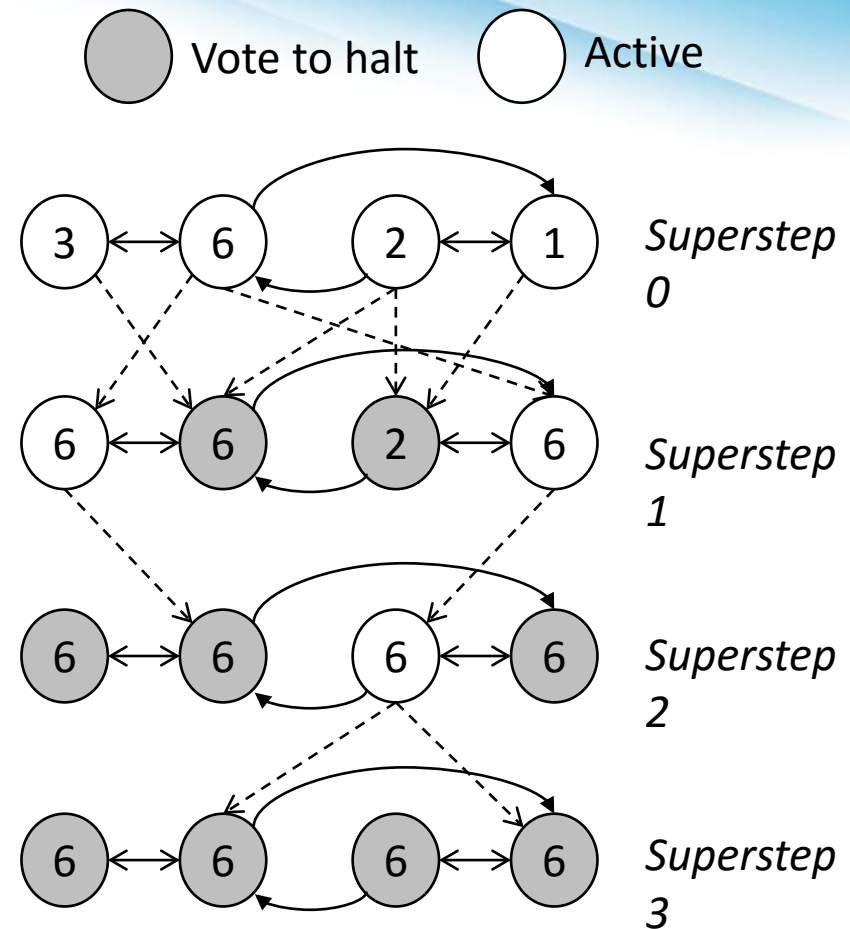 Vote to halt Active
3 6 2 1 Superstep
0
6 6 2 6 Superstep
1
6 6 6 6 Superstep
2
6 6 6 6 Superstep
3